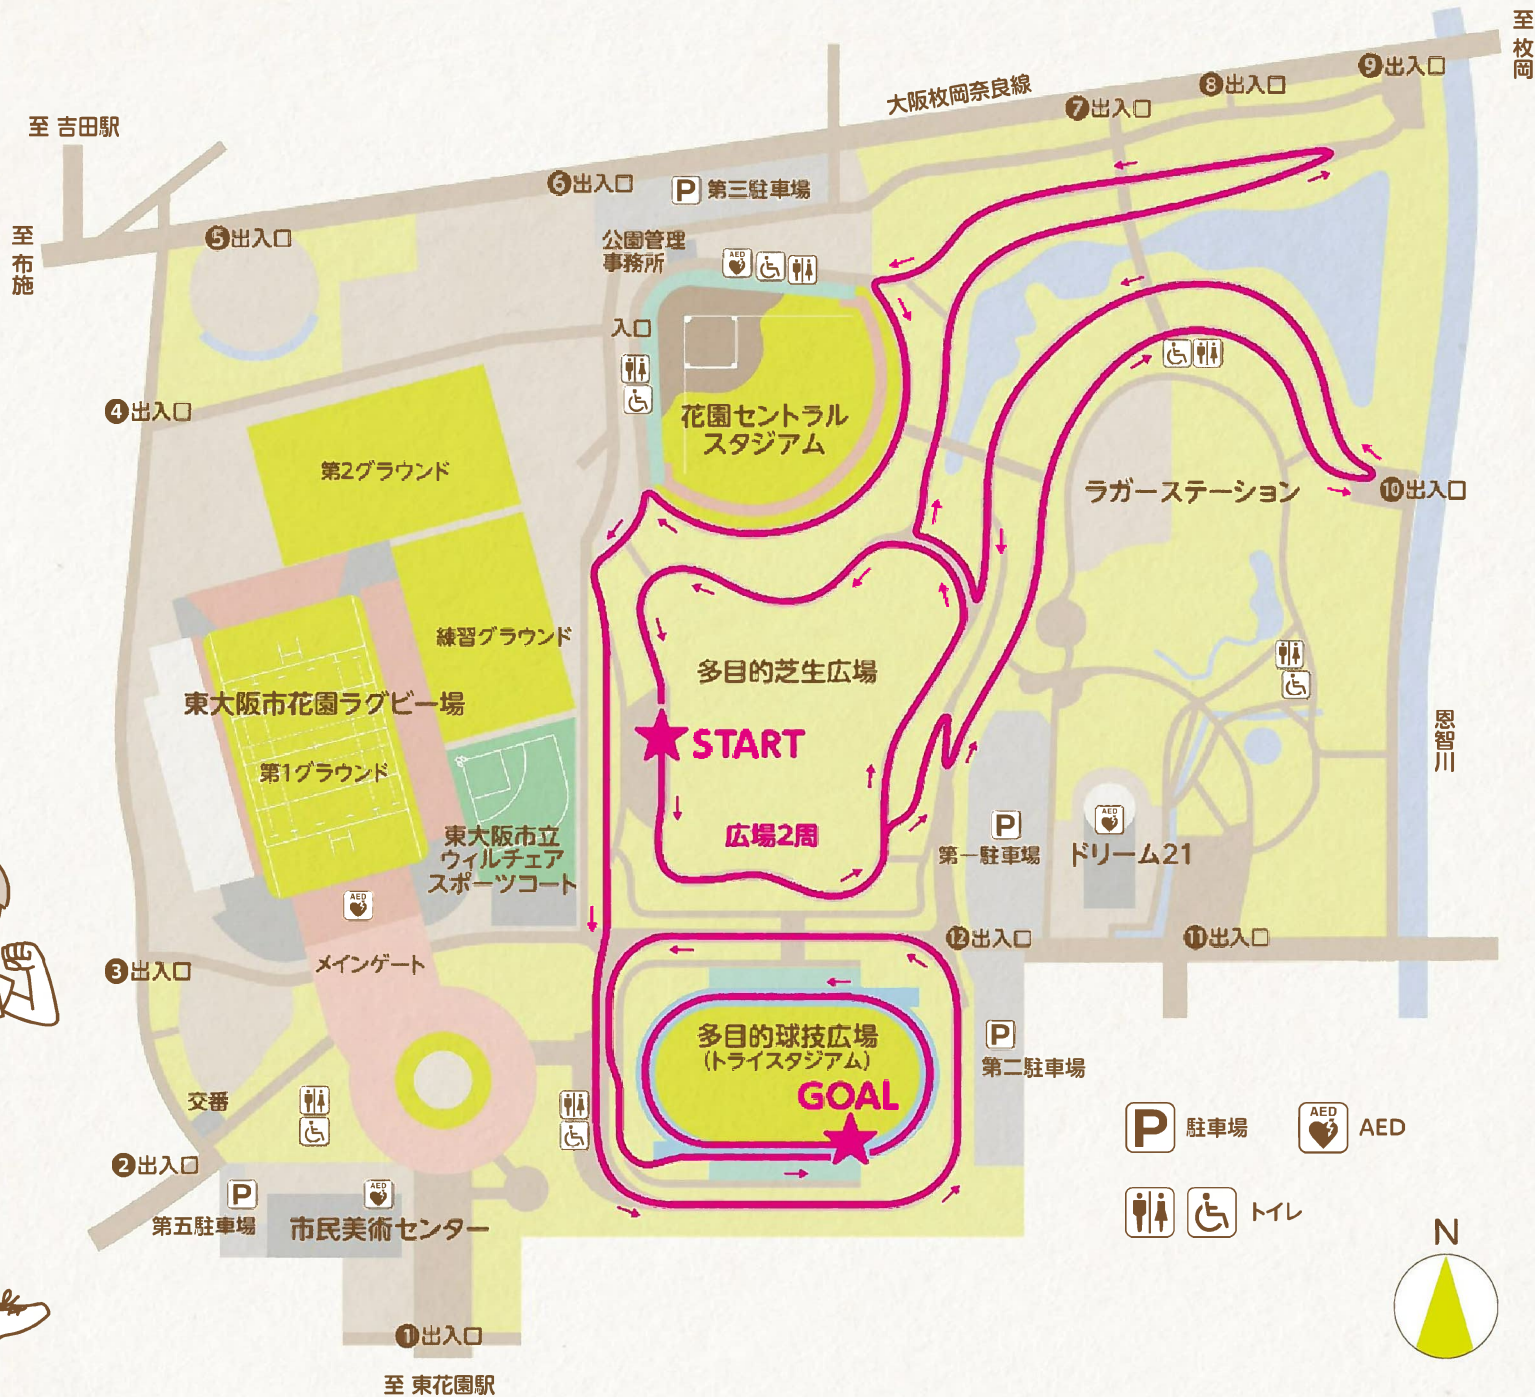 至
枚
岡
⑨出入口
⑧出入口
大阪枚岡奈良線
⑦出入口
至 吉田駅
⑥出入口
P 第三駐車場
至
布
施
⑤出入口
公園管理
事務所
AED
入口
④出入口
花園セントラル
スタジアム
第2グラウンド
ラガーステーション
⑩出入口
練習グラウンド
多目的芝生広場
東大阪市花園ラグビー場
START
恩
智
川
第1グラウンド
広場2周
東大阪市立
ウィルチェア
スポーツコート
P
第一駐車場
AED
ドリーム21
AED
⑫出入口
⑪出入口
③出入口
メインゲート
多目的球技広場
(トライスタジアム)
GOAL
P
第二駐車場
交番
P 駐車場
AED AED
②出入口
P
第五駐車場
AED
市民美術センター
トイレ
N
①出入口
至 東花園駅